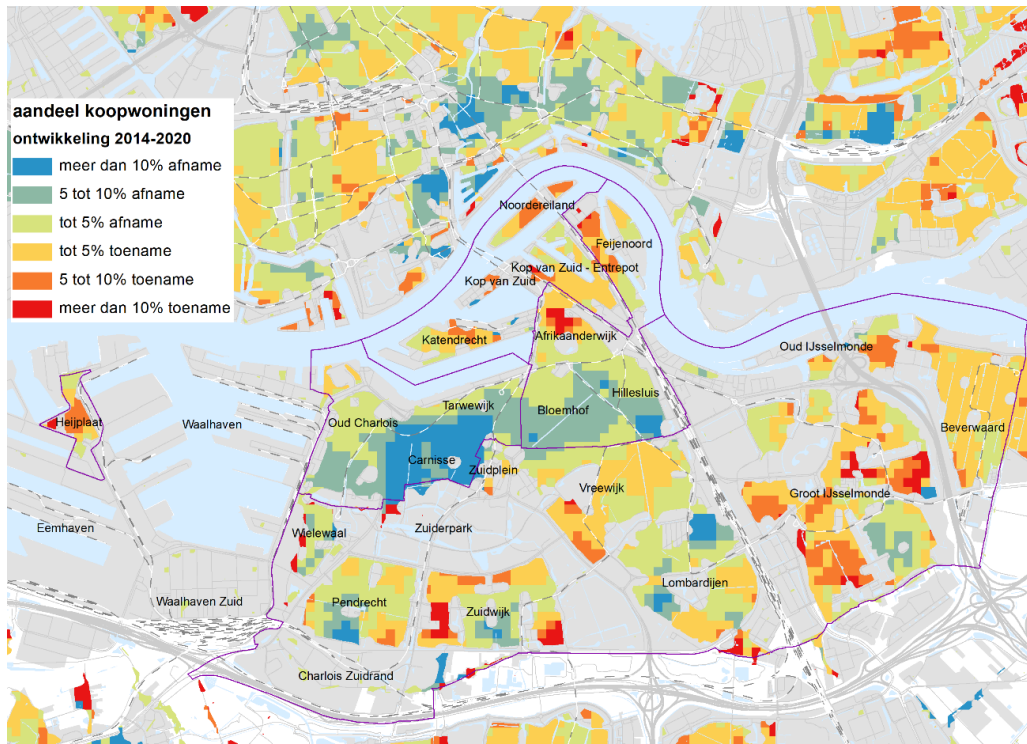 aandeel koopwoningen
ontwikkeling 2014-2020
meer dan 10% afname
5 tot 10% afname
tot 5% afname
tot 5% toename
5 tot 10% toename
meer dan 10% toename
Noordereiland
Feijenoord
Kop van Zuid - Entrepot
Kop van Zuid
Katendrecht
Afrikaanderwijk
Oud IJsselmonde
Hillesluis
Tarwewijk
Bloemhof
Heijplaat
Waalhaven
Oud Charlois
Beverwaard
Carnisse
Zuidplein
Vreewijk
Groot IJsselmonde
Eemhaven
Wielewaal
Zuiderpark
Lombardijen
Waalhaven Zuid
Pendrecht
Zuidwijk
Charlois Zuidrand